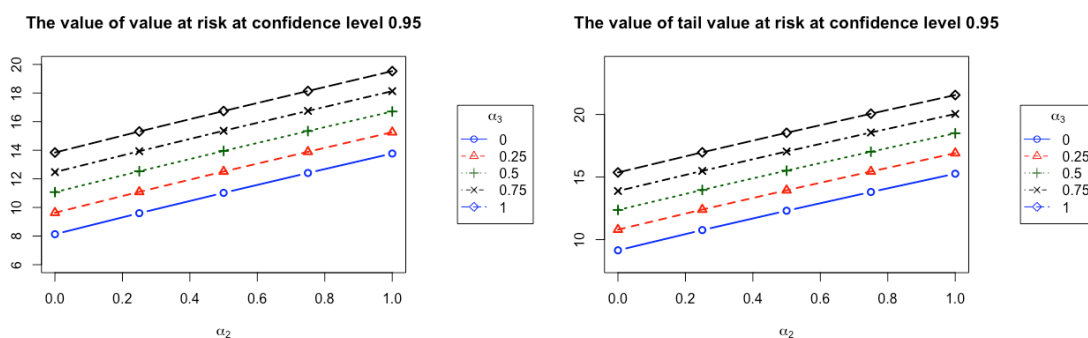 The value of value at risk at confidence level 0.95
20
18
16
14
12
10
8
6
0.0 0.2 0.4 0.6 0.8 1.0
α2
α3
0
0.25
0.5
0.75
1
The value of tail value at risk at confidence level 0.95
20
15
10
0.0 0.2 0.4 0.6 0.8 1.0
α2
α3
0
0.25
0.5
0.75
1